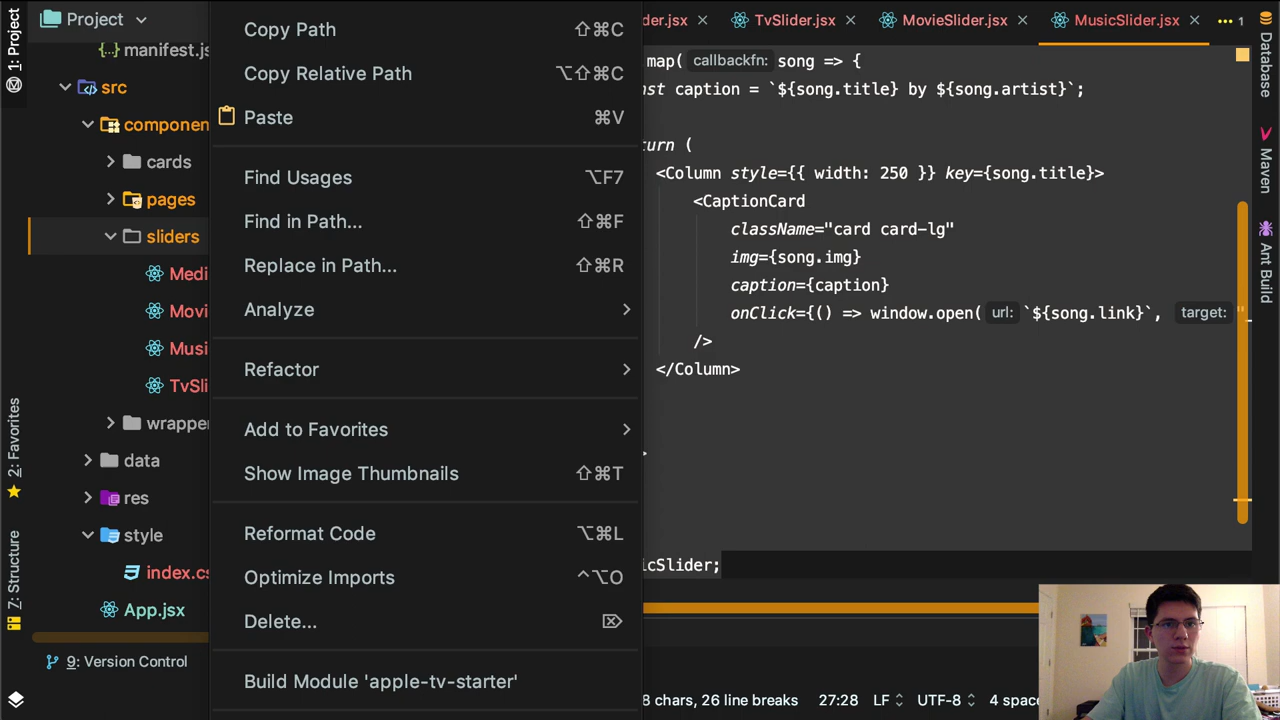 1: Project
Project
manifest.js
src
componen
cards
pages
sliders
Medi
Movi
Musi
TvSli
wrappe
data
res
style
index.cs
App.jsx
9: Version Control
2: Favorites
7: Structure
Copy Path ⇧⌘C
Copy Relative Path ⌥⇧⌘C
Paste ⌘V
Find Usages ⌥F7
Find in Path... ⇧⌘F
Replace in Path... ⇧⌘R
Analyze
Refactor
Add to Favorites
Show Image Thumbnails ⇧⌘T
Reformat Code ⌥⌘L
Optimize Imports ⌃⌥O
Delete... ⌦
Build Module 'apple-tv-starter'
der.jsx TvSlider.jsx MovieSlider.jsx MusicSlider.jsx 1
map( callbackfn: song => {
nst caption = `${song.title} by ${song.artist}`;
turn (
<Column style={{ width: 250 }} key={song.title}>
<CaptionCard
className="card card-lg"
img={song.img}
caption={caption}
onClick={() => window.open( url: `${song.link}`, target: "_
/>
</Column>
>
icSlider;
8 chars, 26 line breaks 27:28 LF UTF-8 4 space
Database
Maven
Ant Build